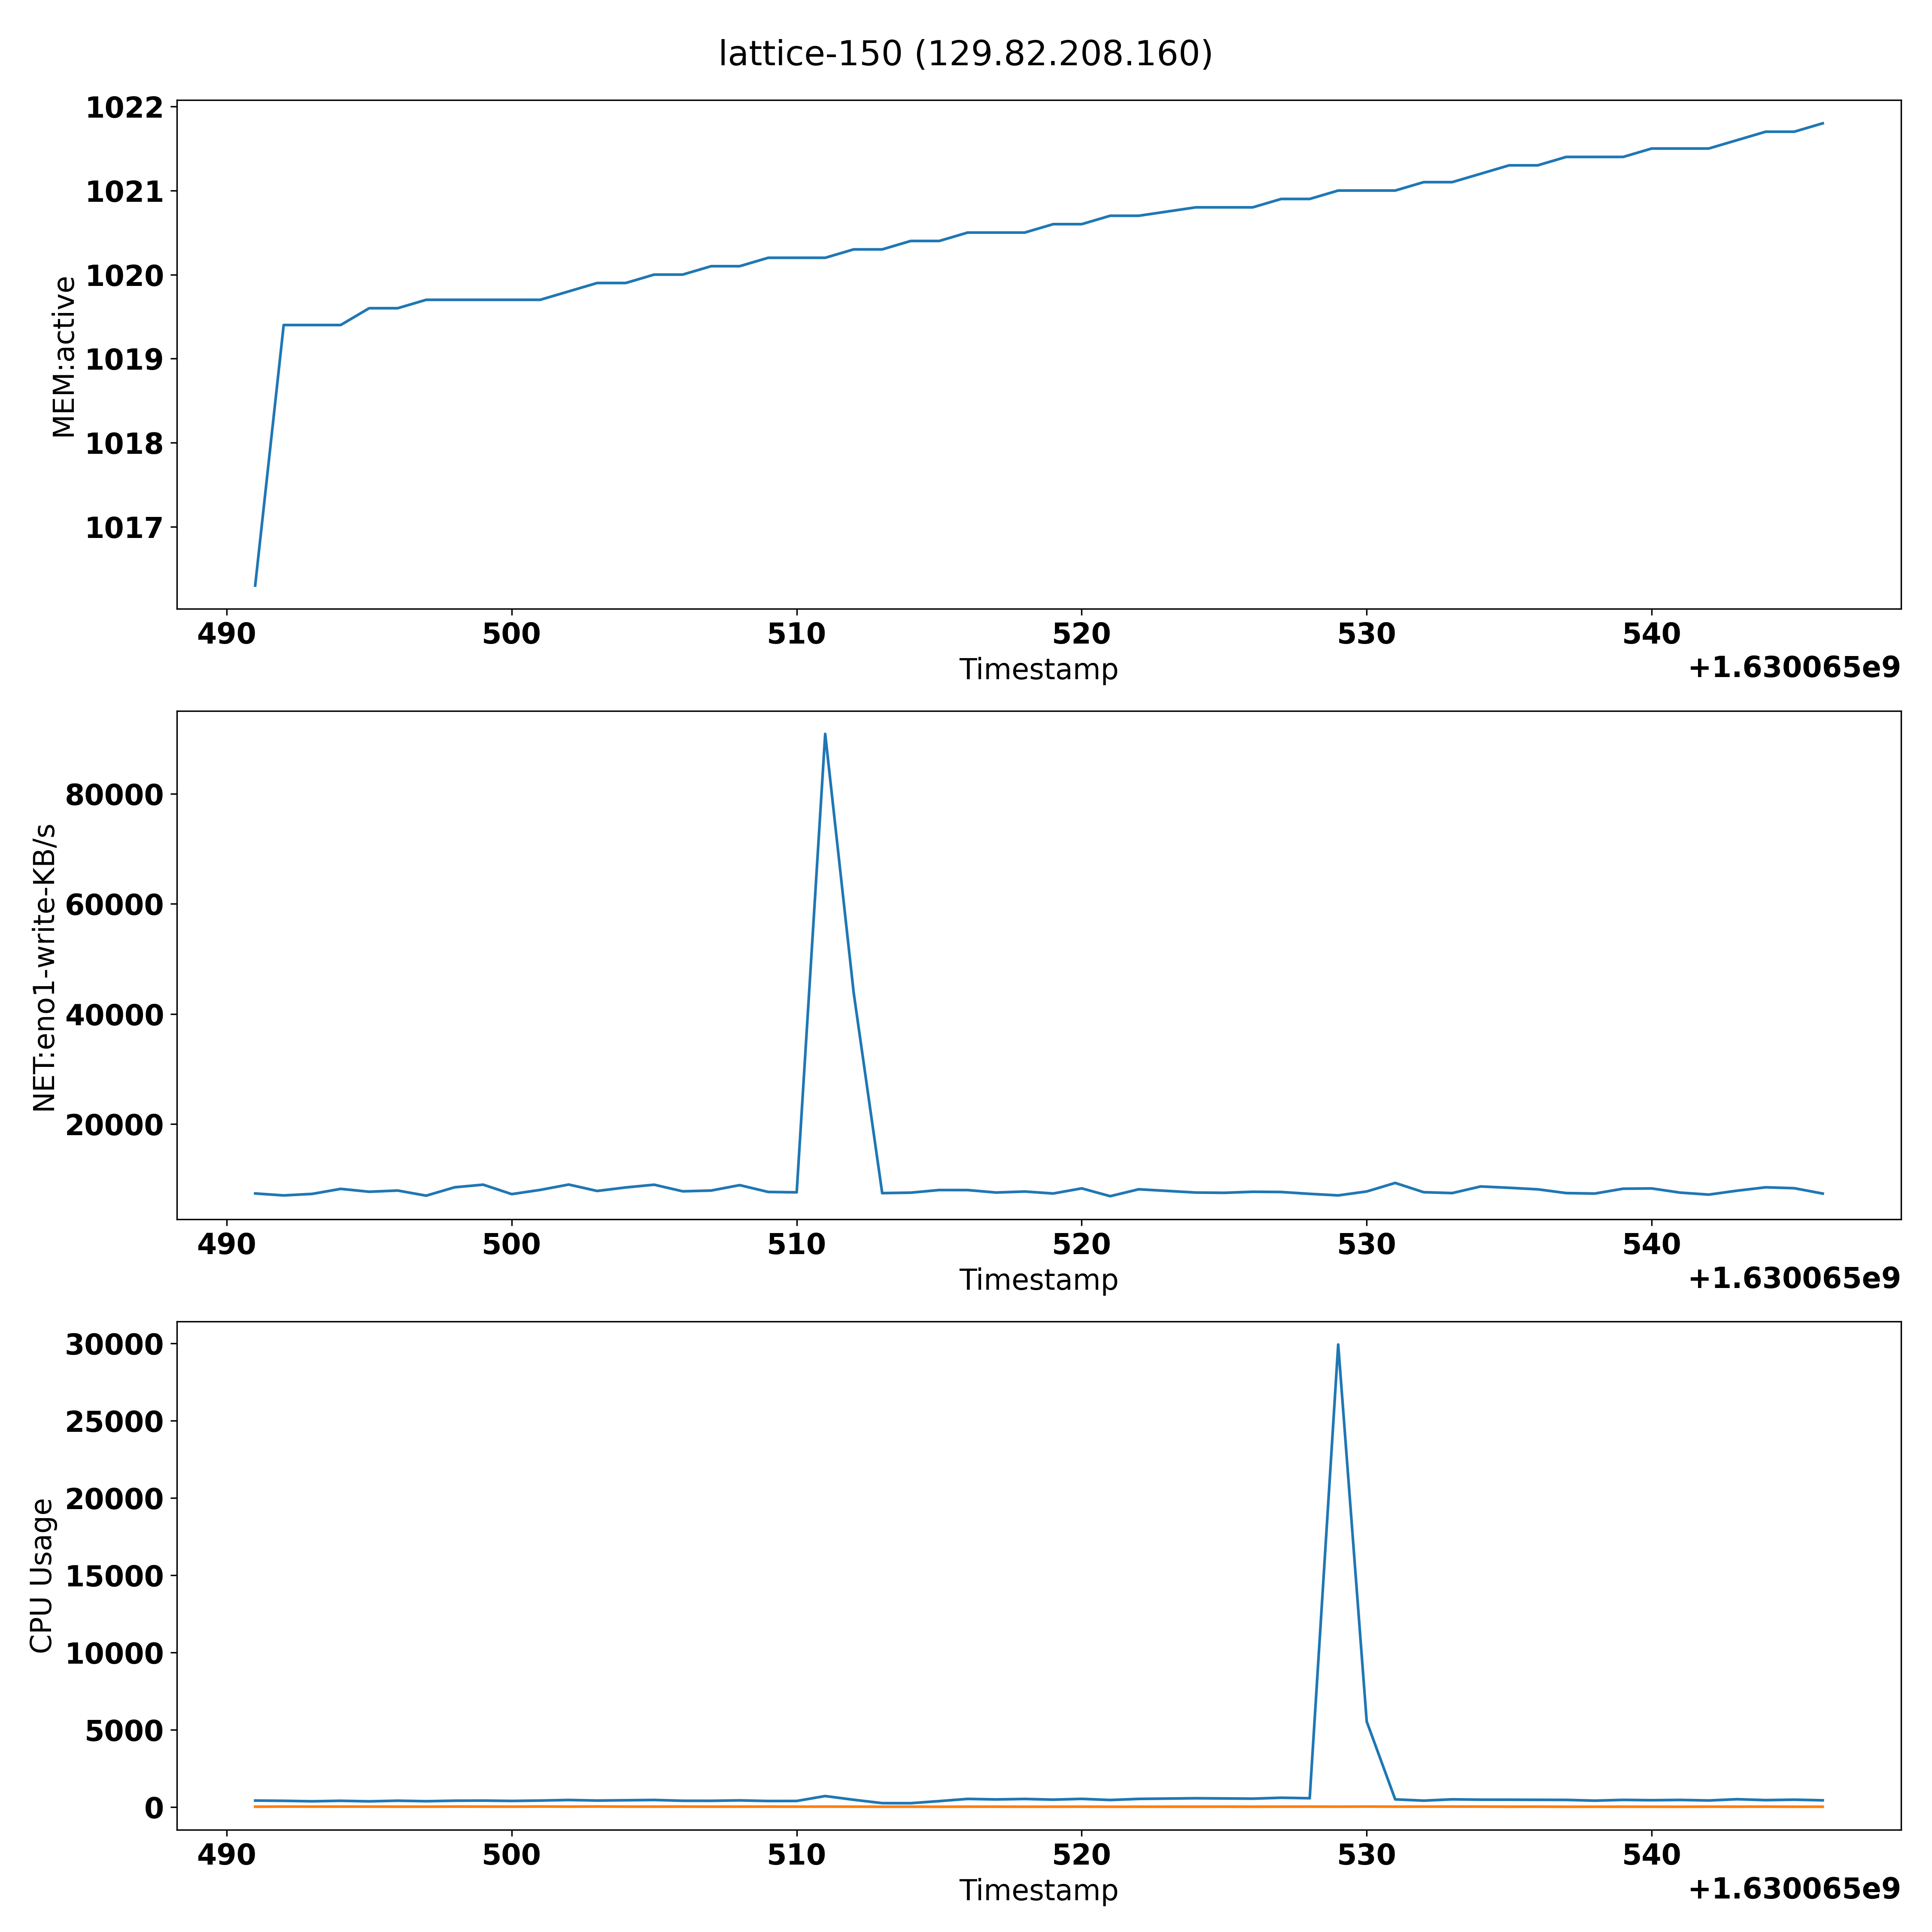 lattice-150 (129.82.208.160)
1022
1021
1020
1019
1018
1017
MEM:active
490 500 510 520 530 540
Timestamp
+1.630065e9
80000
60000
40000
20000
NET:eno1-write-KB/s
490 500 510 520 530 540
Timestamp
+1.630065e9
30000
25000
20000
15000
10000
5000
0
CPU Usage
490 500 510 520 530 540
Timestamp
+1.630065e9